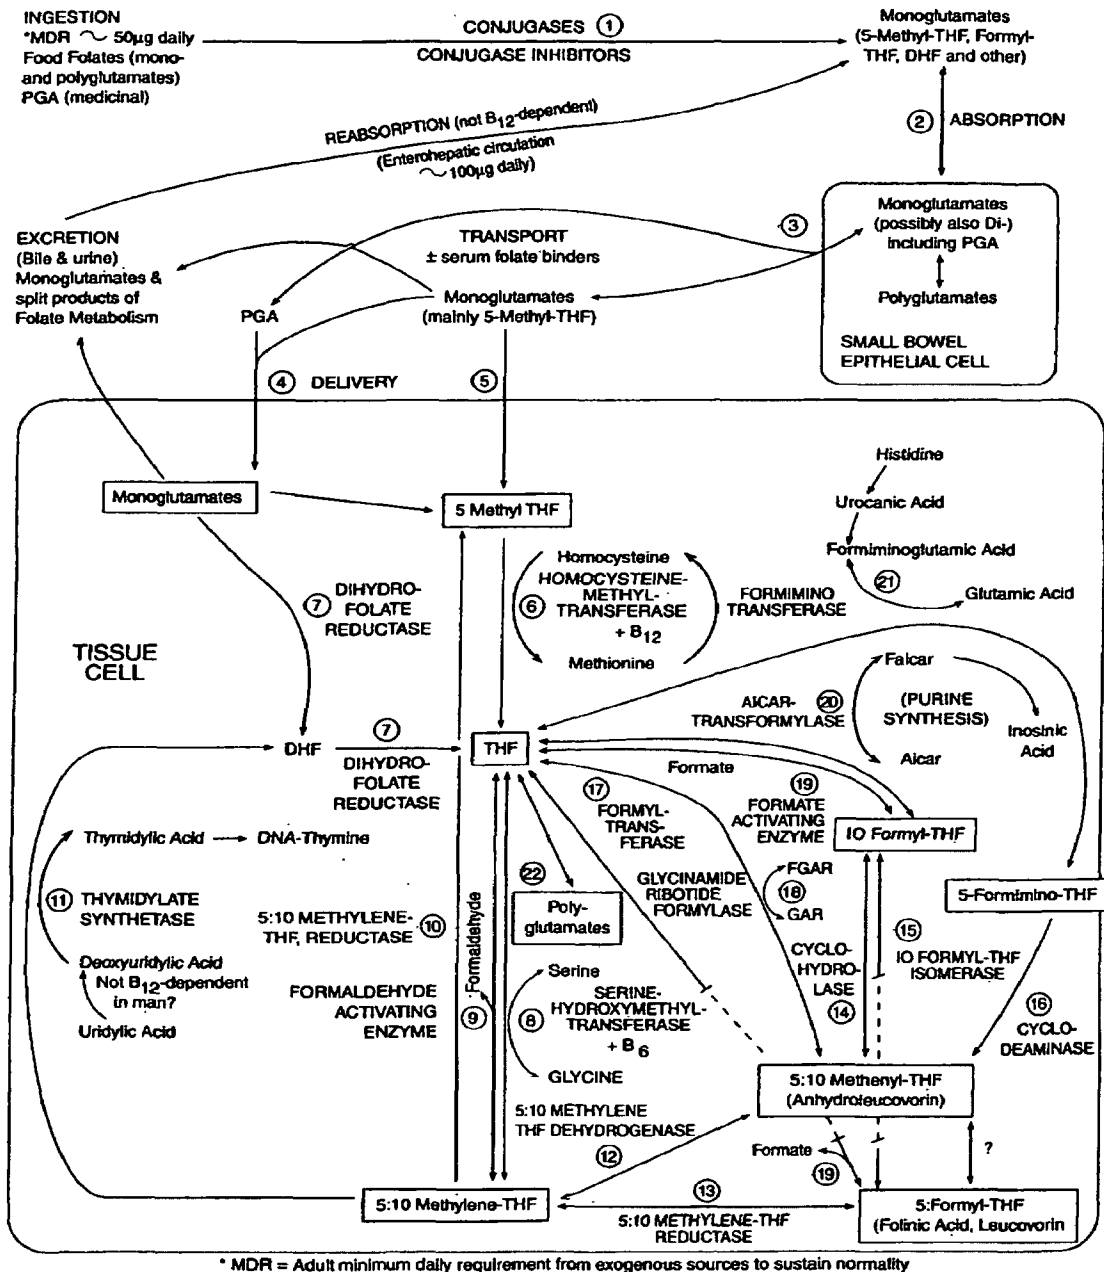 INGESTION
*MDR ~ 50µg daily
Food Folates (mono-
and polyglutamates)
PGA (medicinal)
CONJUGASES 1
CONJUGASE INHIBITORS
Monoglutamates
(5-Methyl-THF, Formyl-
THF, DHF and other)
2 ABSORPTION
REABSORPTION (not B12-dependent)
(Enterohepatic circulation
~ 100µg daily)
EXCRETION
(Bile & urine)
Monoglutamates &
split products of
Folate Metabolism
TRANSPORT
± serum folate binders
3
Monoglutamates
(possibly also Di-)
including PGA
Polyglutamates
SMALL BOWEL
EPITHELIAL CELL
PGA
Monoglutamates
(mainly 5-Methyl-THF)
4 DELIVERY
5
Monoglutamates
5 Methyl THF
Histidine
Urocanic Acid
Formiminoglutamic Acid
21
Glutamic Acid
7 DIHYDRO-
FOLATE
REDUCTASE
Homocysteine
HOMOCYSTEINE-
METHYL-
TRANSFERASE
+ B12
6
Methionine
FORMIMINO
TRANSFERASE
TISSUE
CELL
Faicar
AICAR-
TRANSFORMYLASE
20
(PURINE
SYNTHESIS)
Inosinic
Acid
Aicar
DHF
7
DIHYDRO-
FOLATE
REDUCTASE
THF
Formate
17
FORMYL-
TRANS-
FERASE
19
FORMATE
ACTIVATING
ENZYME
IO Formyl-THF
Thymidylic Acid
DNA-Thymine
11 THYMIDYLATE
SYNTHETASE
Deoxyuridylic Acid
Not B12-dependent
in man?
Uridylic Acid
5:10 METHYLENE-
THF, REDUCTASE
10
Formaldehyde
22
Poly-
glutamates
GLYCINAMIDE
RIBOTIDE
FORMYLASE
FGAR
18
GAR
5-Formimino-THF
CYCLO-
HYDRO-
LASE
14
15
IO FORMYL-THF
ISOMERASE
16
CYCLO-
DEAMINASE
FORMALDEHYDE
ACTIVATING
ENZYME
9
Serine
8
SERINE-
HYDROXYMETHYL-
TRANSFERASE
+ B6
GLYCINE
5:10 Methenyl-THF
(Anhydroleucovorin)
5:10 METHYLENE
THF DEHYDROGENASE
12
Formate
19
?
5:10 Methylene-THF
13
5:10 METHYLENE-THF
REDUCTASE
5:Formyl-THF
(Folinic Acid, Leucovorin
* MDR = Adult minimum daily requirement from exogenous sources to sustain normality